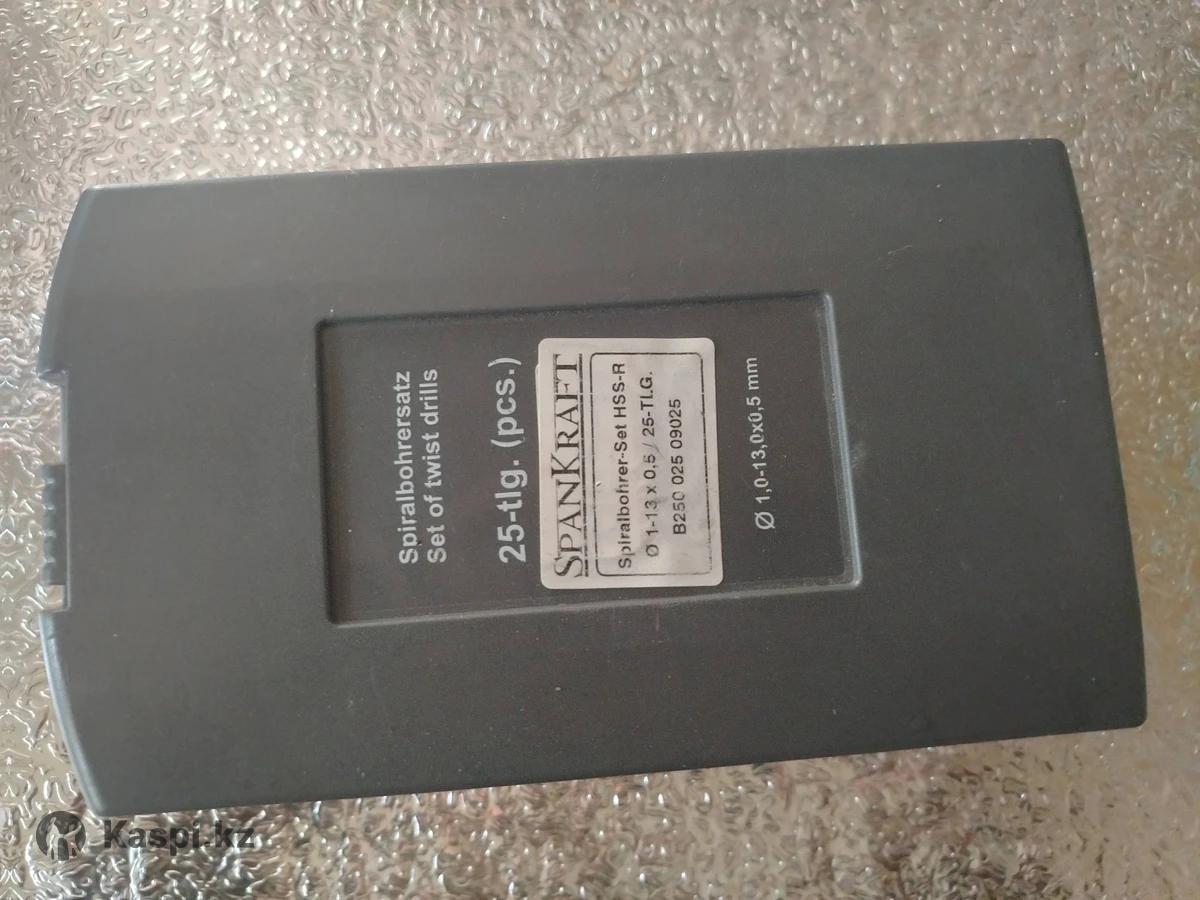 Spiralbohrersatz
Set of twist drills
25-tlg. (pcs.)
SPANKRAFT
Spiralbohrer-Set HSS-R
Ø 1-13 x 0,5 / 25-TLG.
B250 025 09025
Ø 1,0-13,0x0,5 mm
Kaspi.kz